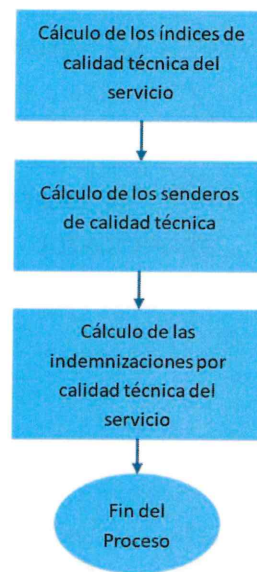 Cálculo de los índices de
calidad técnica del
servicio
Cálculo de los senderos
de calidad técnica
Cálculo de las
indemnizaciones por
calidad técnica del
servicio
Fin del
Proceso